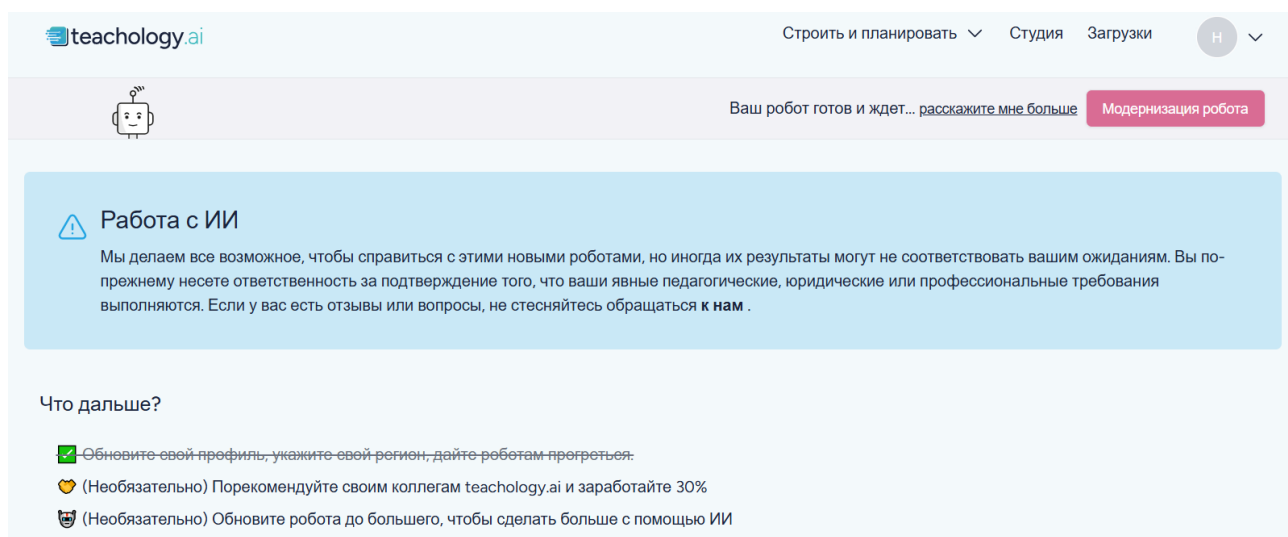 teachology.ai
Строить и планировать Студия Загрузки Н
Ваш робот готов и ждет... расскажите мне больше Модернизация робота
Работа с ИИ
Мы делаем все возможное, чтобы справиться с этими новыми роботами, но иногда их результаты могут не соответствовать вашим ожиданиям. Вы по-
прежнему несете ответственность за подтверждение того, что ваши явные педагогические, юридические или профессиональные требования
выполняются. Если у вас есть отзывы или вопросы, не стесняйтесь обращаться к нам .
Что дальше?
Обновите свой профиль, укажите свой регион, дайте роботам прогреться.
(Необязательно) Порекомендуйте своим коллегам teachology.ai и заработайте 30%
(Необязательно) Обновите робота до большего, чтобы сделать больше с помощью ИИ